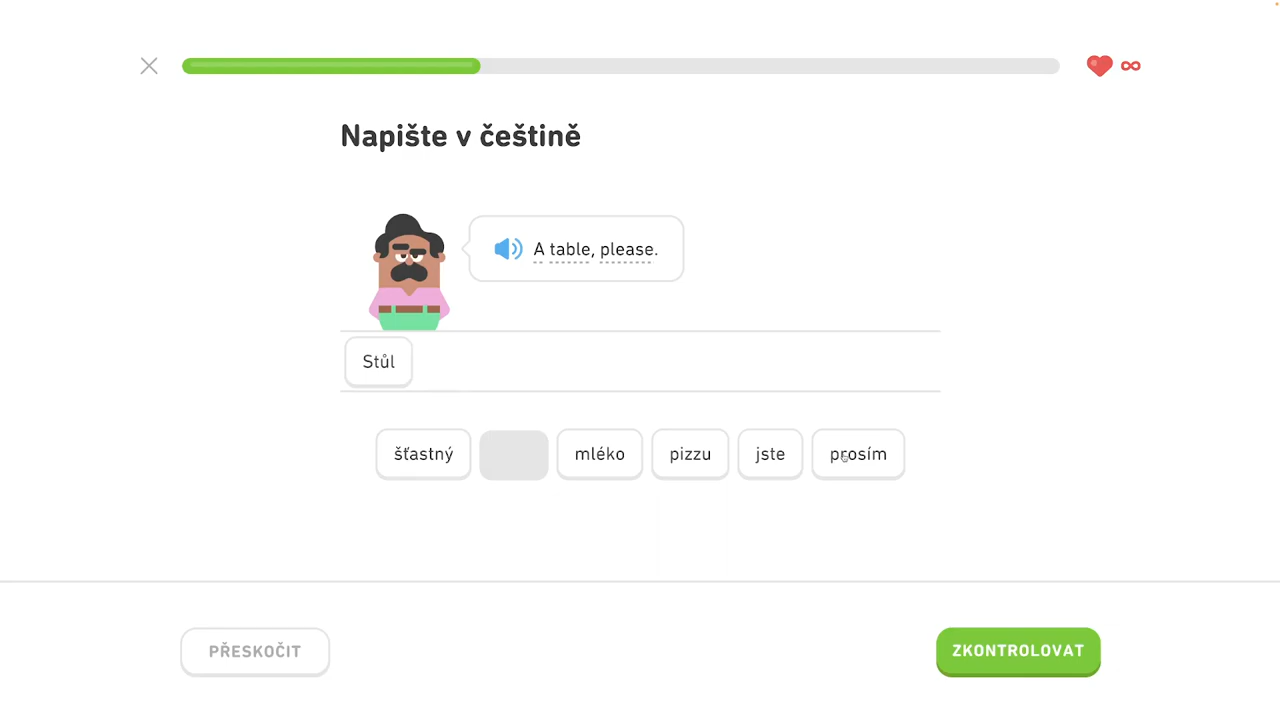 Napište v češtině
A table, please.
Stůl
šťastný mléko pizzu jste prosím
PŘESKOČIT ZKONTROLOVAT